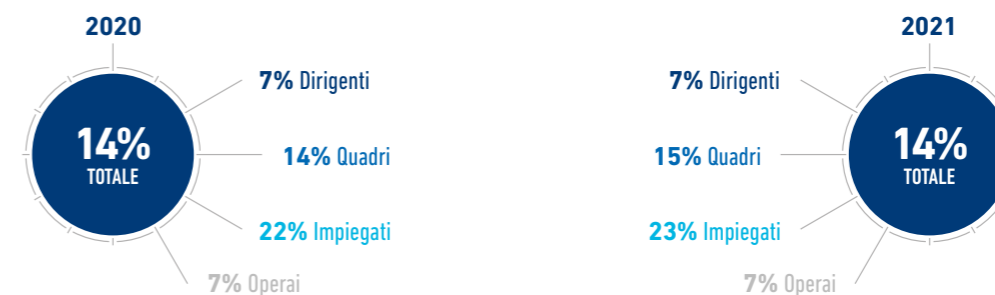 2020
14%
TOTALE
7% Dirigenti
14% Quadri
22% Impiegati
7% Operai
2021
7% Dirigenti
15% Quadri
23% Impiegati
7% Operai
14%
TOTALE